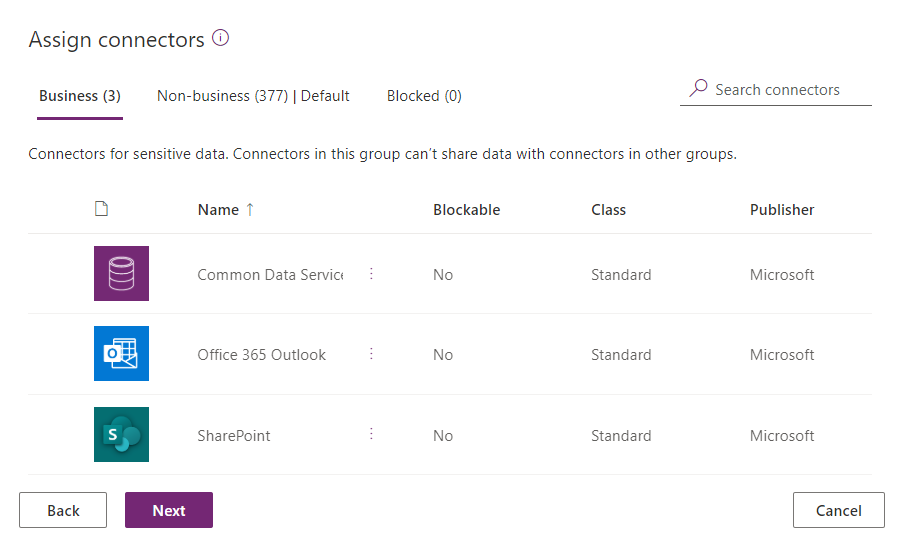 Assign connectors
Business (3) Non-business (377) | Default Blocked (0) Search connectors
Connectors for sensitive data. Connectors in this group can't share data with connectors in other groups.
Name ↑ Blockable Class Publisher
Common Data Service No Standard Microsoft
Office 365 Outlook No Standard Microsoft
SharePoint No Standard Microsoft
Back Next Cancel